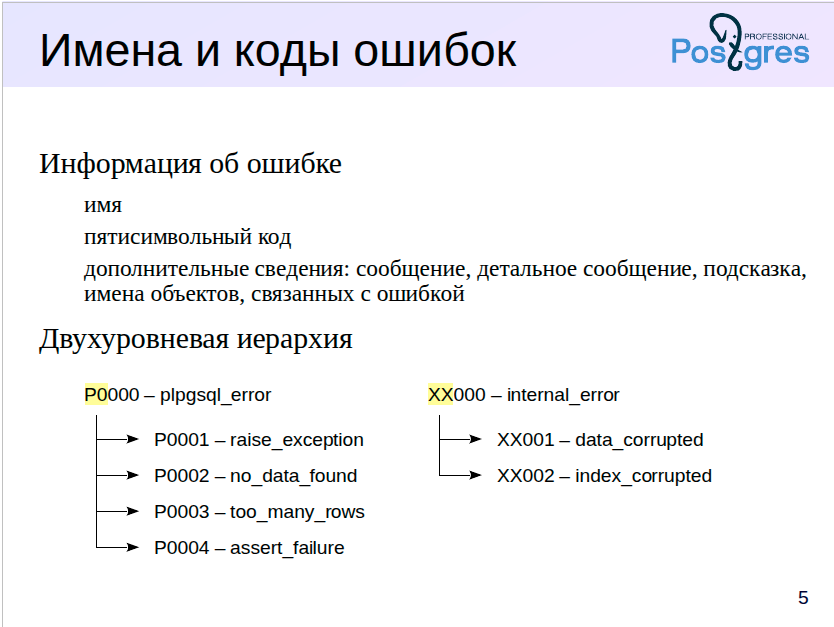 Имена и коды ошибок
PROFESSIONAL
Postgres
Информация об ошибке
имя
пятисимвольный код
дополнительные сведения: сообщение, детальное сообщение, подсказка,
имена объектов, связанных с ошибкой
Двухуровневая иерархия
P0000 – plpgsql_error
P0001 – raise_exception
P0002 – no_data_found
P0003 – too_many_rows
P0004 – assert_failure
XX000 – internal_error
XX001 – data_corrupted
XX002 – index_corrupted
5